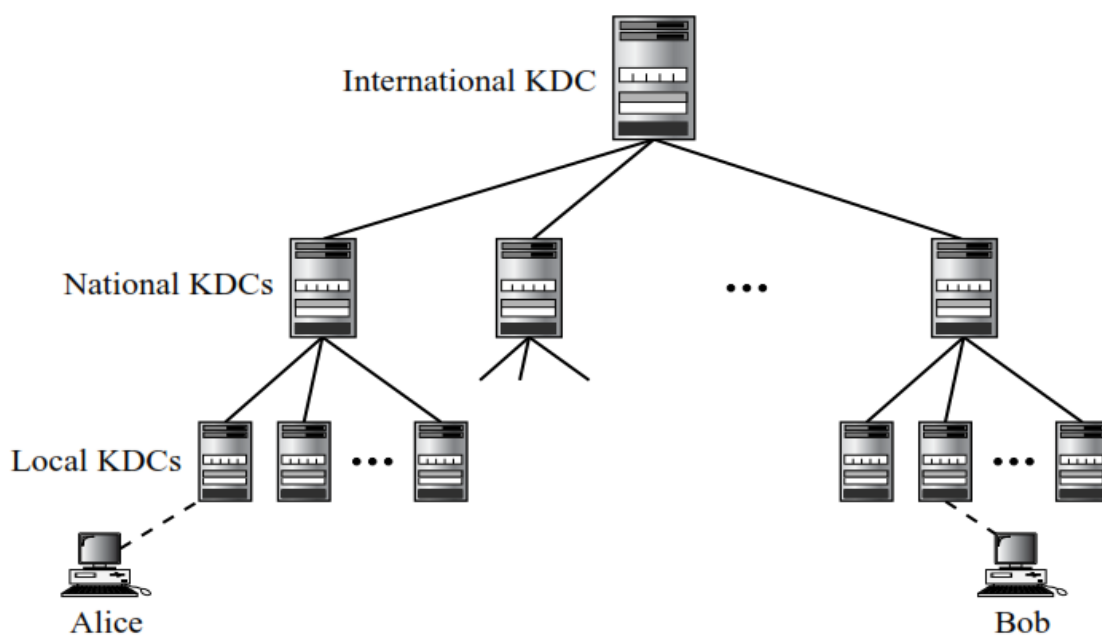 International KDC
National KDCs
Local KDCs
Alice
Bob